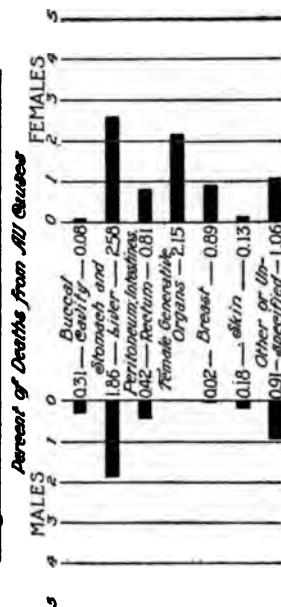 Percent of Deaths from All Causes
MALES FEMALES
4 3 2 1 0 0 1 2 3 4 5
Buccal
0.31 — Cavity — 0.08
Stomach and
1.86 — Liver — 2.58
Peritoneum, Intestines,
0.42 — Rectum — 0.81
Female Generative
Organs — 2.15
0.02 — Breast — 0.89
0.18 — Skin — 0.13
Other or Un-
0.91 — specified — 1.06
5